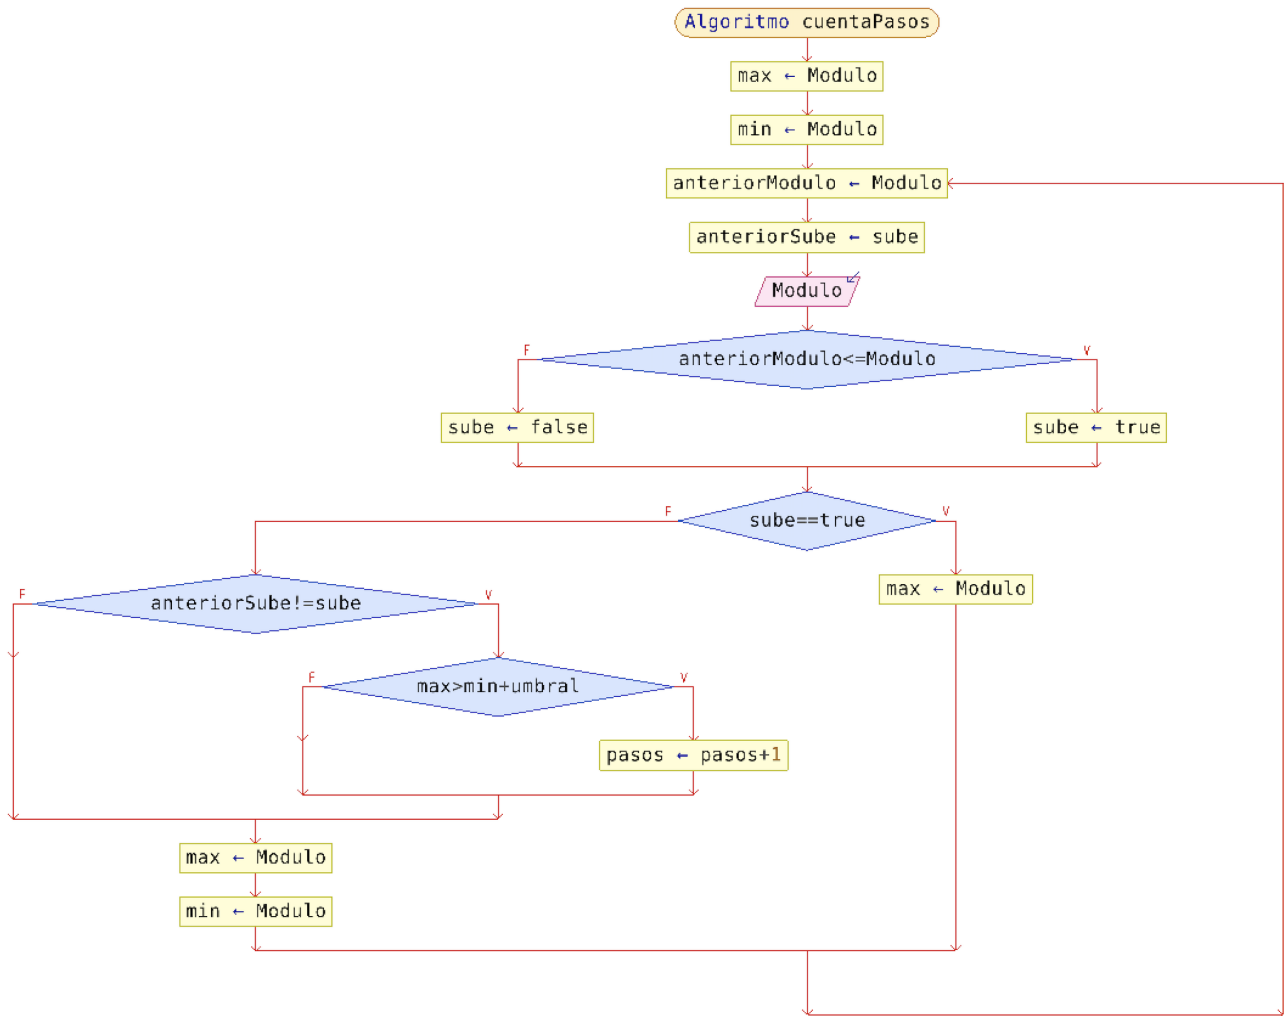 Algoritmo cuentaPasos
max ← Modulo
min ← Modulo
anteriorModulo ← Modulo
anteriorSube ← sube
Modulo
anteriorModulo<=Modulo
F
V
sube ← false
sube ← true
sube==true
F
V
max ← Modulo
anteriorSube!=sube
F
V
max>min+umbral
F
V
pasos ← pasos+1
max ← Modulo
min ← Modulo